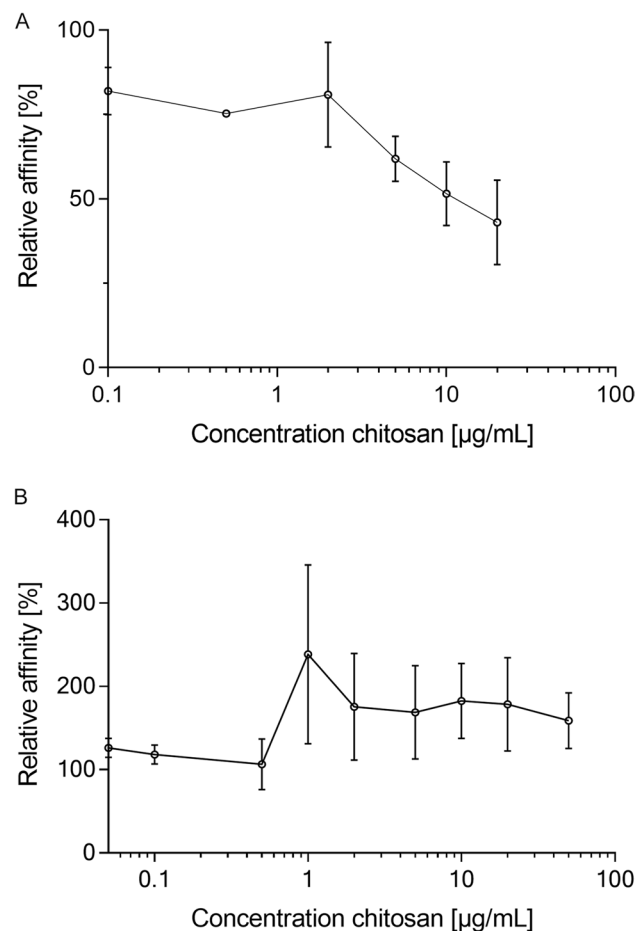 A
Relative affinity [%]
100
50
0
0.1 1 10 100
Concentration chitosan [µg/mL]
B
Relative affinity [%]
400
300
200
100
0
0.1 1 10 100
Concentration chitosan [µg/mL]